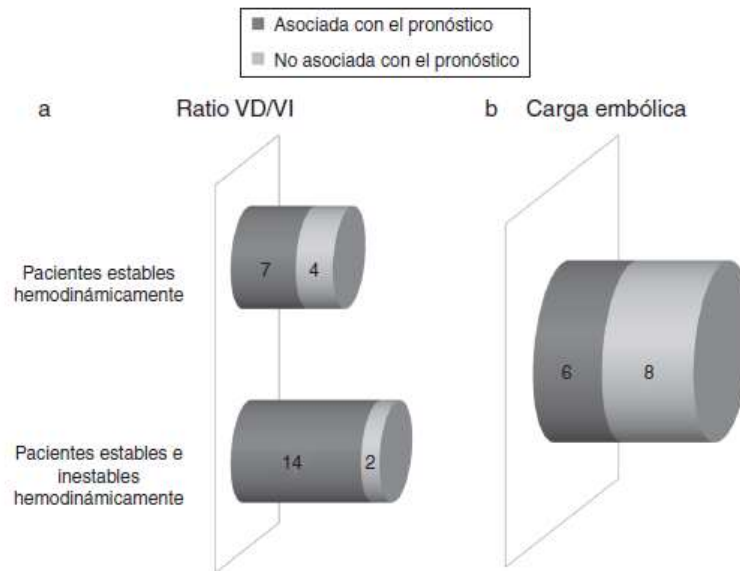 Asociada con el pronóstico
No asociada con el pronóstico
a
Ratio VD/VI
b
Carga embólica
Pacientes estables
hemodinámicamente
7
4
6
8
Pacientes estables e
inestables
hemodinámicamente
14
2